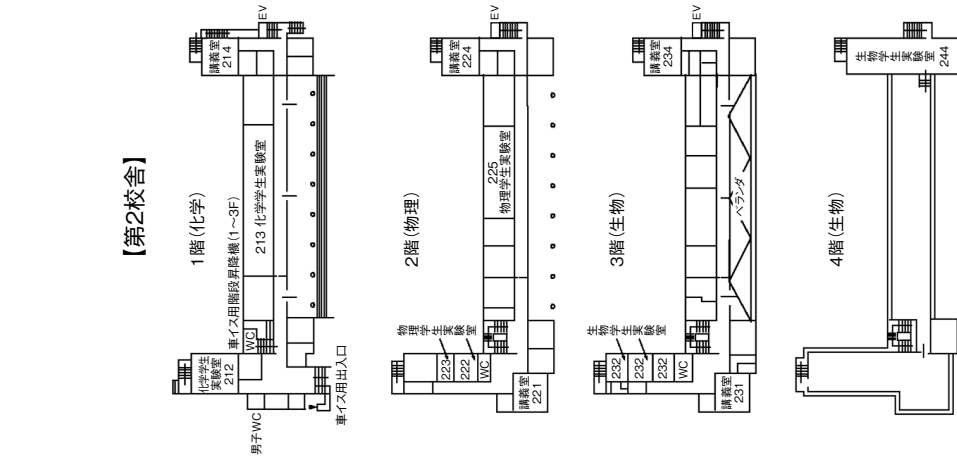 【第2校舎】
1階(化学)
EV
講義室
214
213 化学学生実験室
車イス用階段昇降機(1～3F)
WC
化学学生
実験室
212
男子WC
車イス用出入口
2階(物理)
EV
講義室
224
225
物理学生実験室
物理学生実験室
223
222
WC
講義室
221
3階(生物)
EV
講義室
234
ベランダ
生物学生実験室
232
232
232
WC
講義室
231
4階(生物)
生物学生実験室
244